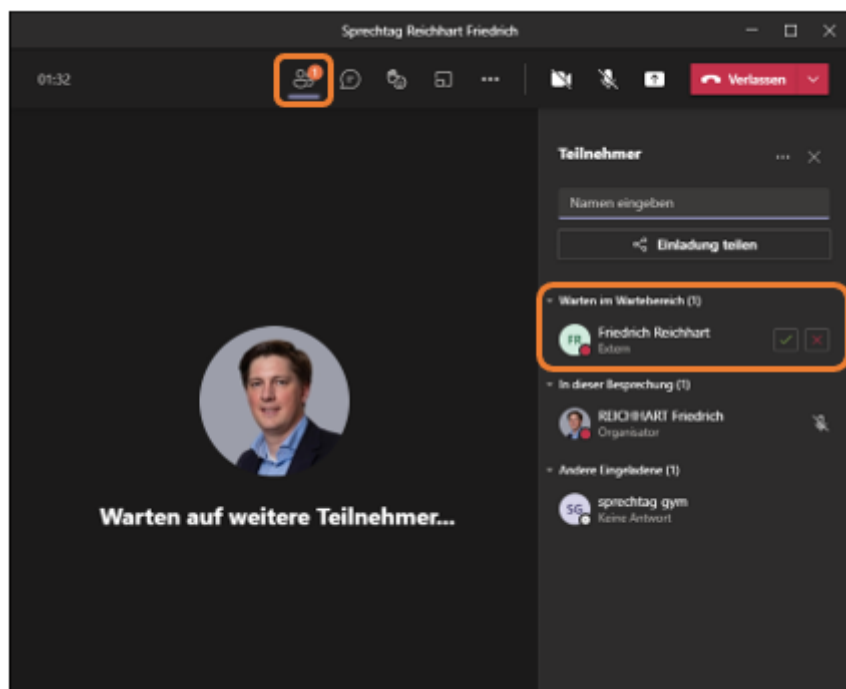 Sprechtag Reichhart Friedrich
01:32
1
Verlassen
Teilnehmer
Namen eingeben
Einladung teilen
Warten im Wartebereich (1)
FR
Friedrich Reichhart
Extern
In dieser Besprechung (1)
REICHHART Friedrich
Organisator
Andere Eingeladene (1)
SG
sprechtag gym
Keine Antwort
Warten auf weitere Teilnehmer...